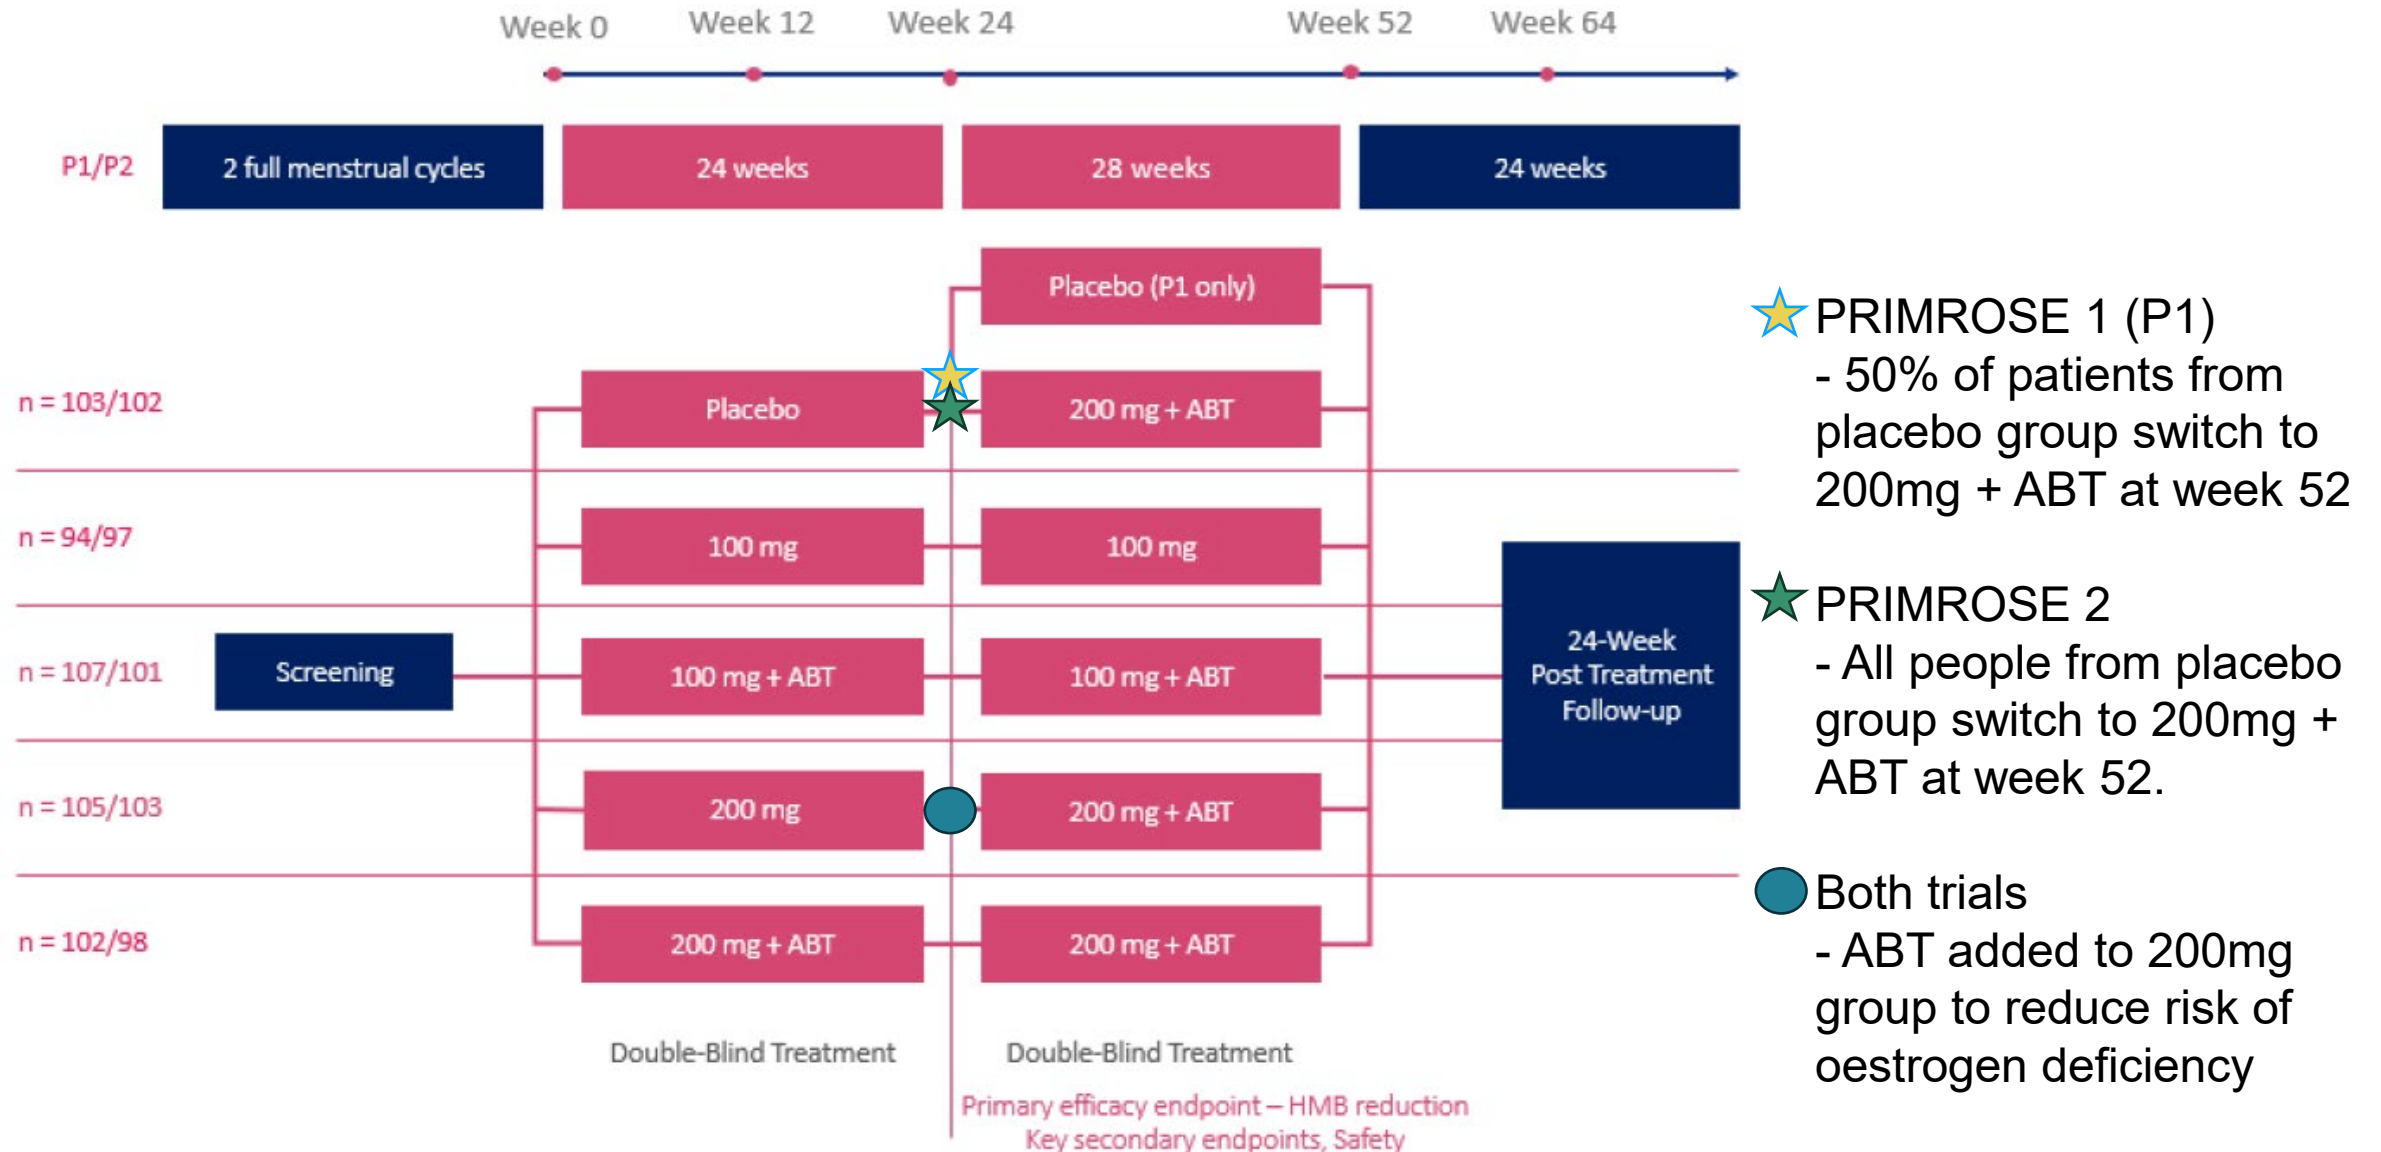 Week 0
Week 12
Week 24
Week 52
Week 64
P1/P2
2 full menstrual cycles
24 weeks
28 weeks
24 weeks
Placebo (P1 only)
n = 103/102
Placebo
200 mg + ABT
n = 94/97
100 mg
100 mg
n = 107/101
Screening
100 mg + ABT
100 mg + ABT
24-Week
Post Treatment
Follow-up
n = 105/103
200 mg
200 mg + ABT
n = 102/98
200 mg + ABT
200 mg + ABT
Double-Blind Treatment
Double-Blind Treatment
Primary efficacy endpoint – HMB reduction
Key secondary endpoints, Safety
PRIMROSE 1 (P1)
- 50% of patients from
placebo group switch to
200mg + ABT at week 52
PRIMROSE 2
- All people from placebo
group switch to 200mg +
ABT at week 52.
Both trials
- ABT added to 200mg
group to reduce risk of
oestrogen deficiency